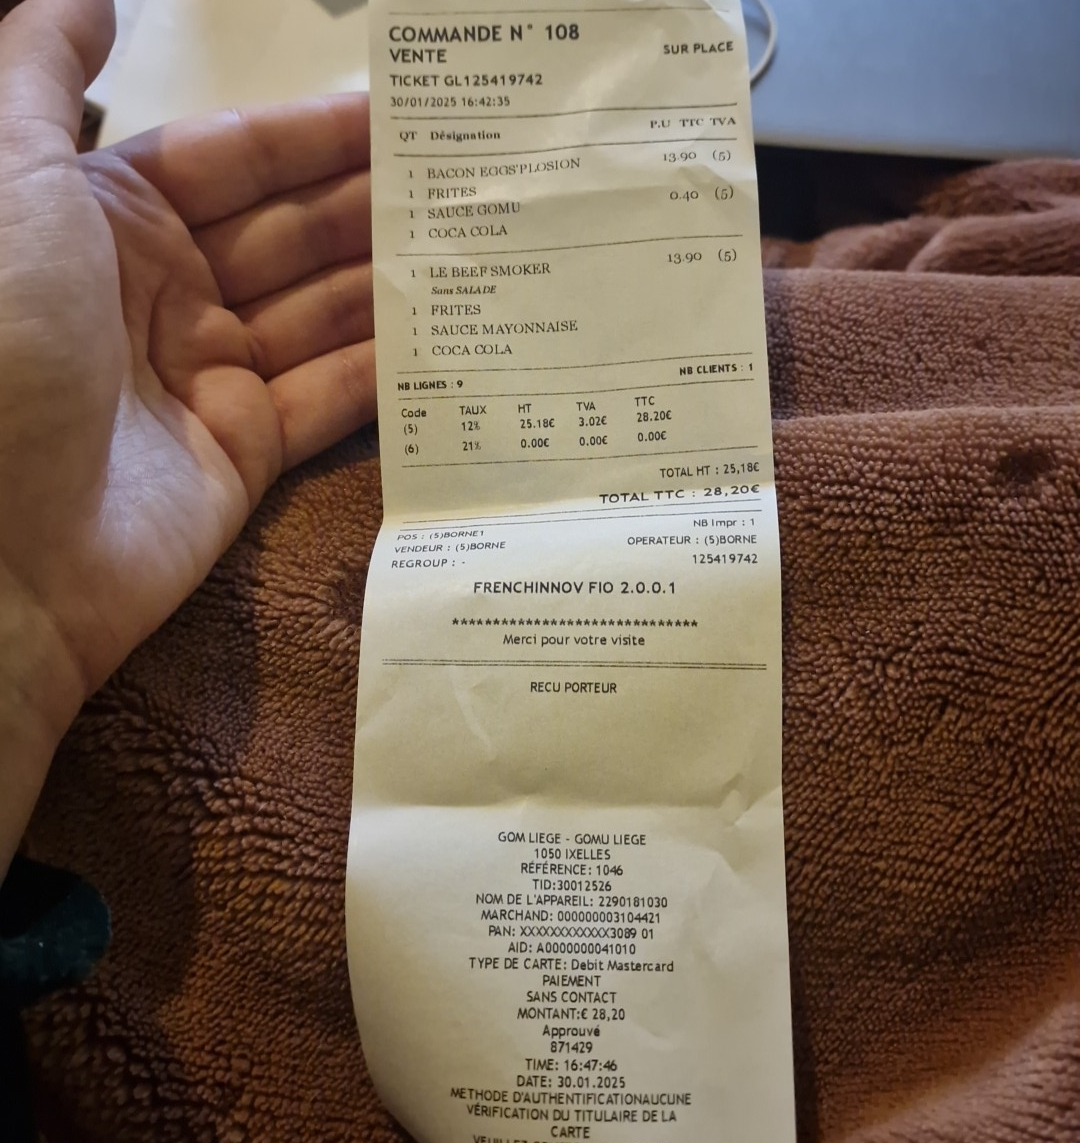 COMMANDE N° 108
VENTE SUR PLACE
TICKET GL125419742
30/01/2025 16:42:35
QT Désignation P.U TTC TVA
1 BACON EGGS'PLOSION 13.90 (5)
1 FRITES
1 SAUCE GOMU 0.40 (5)
1 COCA COLA
1 LE BEEF SMOKER 13.90 (5)
Sans SALADE
1 FRITES
1 SAUCE MAYONNAISE
1 COCA COLA
NB LIGNES : 9 NB CLIENTS : 1
Code TAUX HT TVA TTC
(5) 12% 25.18€ 3.02€ 28.20€
(6) 21% 0.00€ 0.00€ 0.00€
TOTAL HT : 25,18€
TOTAL TTC : 28,20€
POS : (5)BORNE1 NB Impr : 1
VENDEUR : (5)BORNE OPERATEUR : (5)BORNE
REGROUP : - 125419742
FRENCHINNOV FIO 2.0.0.1
******************************
Merci pour votre visite
RECU PORTEUR
GOM LIEGE - GOMU LIEGE
1050 IXELLES
RÉFÉRENCE: 1046
TID:30012526
NOM DE L'APPAREIL: 2290181030
MARCHAND: 000000003104421
PAN: XXXXXXXXXXXX3089 01
AID: A0000000041010
TYPE DE CARTE: Debit Mastercard
PAIEMENT
SANS CONTACT
MONTANT:€ 28,20
Approuvé
871429
TIME: 16:47:46
DATE: 30.01.2025
METHODE D'AUTHENTIFICATIONAUCUNE
VÉRIFICATION DU TITULAIRE DE LA
CARTE